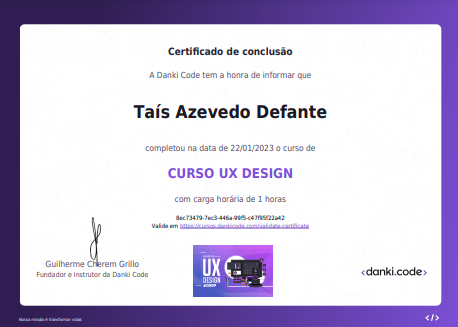 Certificado de conclusão
A Danki Code tem a honra de informar que
Taís Azevedo Defante
completou na data de 22/01/2023 o curso de
CURSO UX DESIGN
com carga horária de 1 horas
8ec73479-7ec3-446a-99f5-c47f95f22a42
Valide em https://cursos.dankicode.com/validate-certificate
Guilherme Cherem Grillo
Fundador e Instrutor da Danki Code
UX
DESIGN
<danki.code>
Nossa missão é transformar vidas
</>